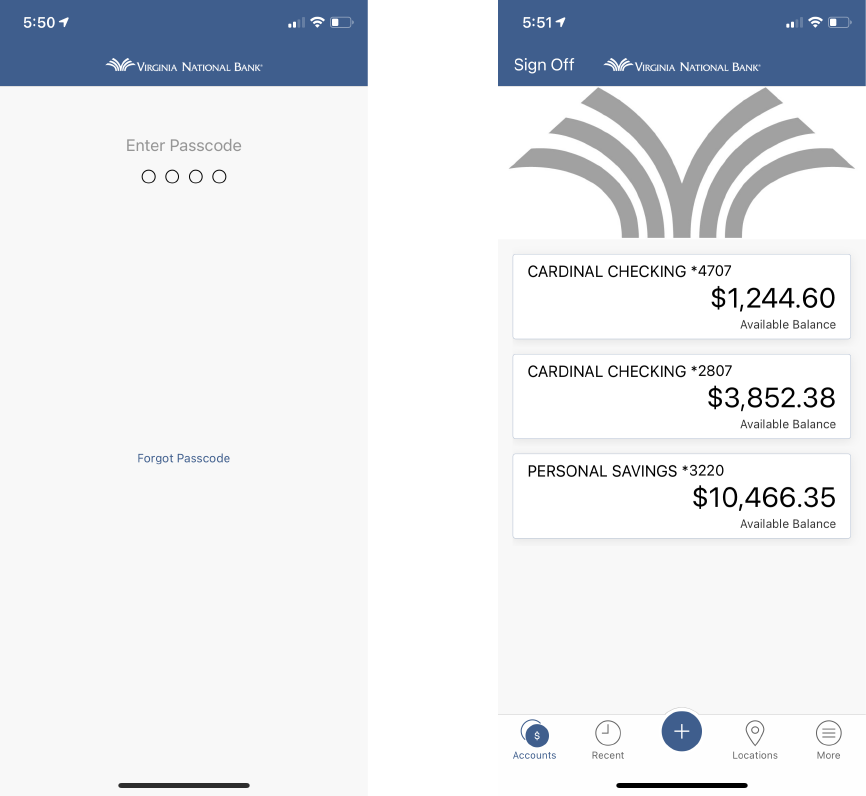 5:50
VIRGINIA NATIONAL BANK
Enter Passcode
Forgot Passcode
5:51
Sign Off
VIRGINIA NATIONAL BANK
CARDINAL CHECKING *4707
$1,244.60
Available Balance
CARDINAL CHECKING *2807
$3,852.38
Available Balance
PERSONAL SAVINGS *3220
$10,466.35
Available Balance
$
Accounts
Recent
+
Locations
More